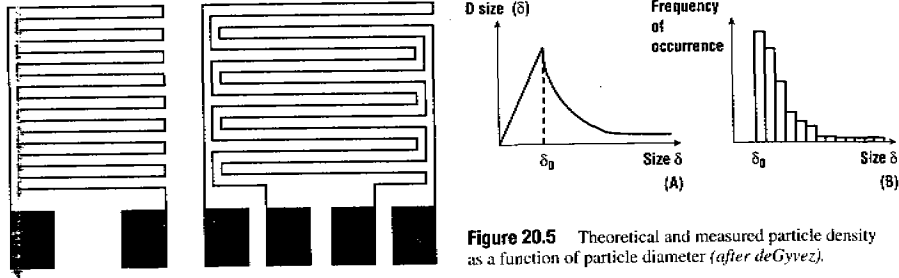 D size (δ)
δ₀
Size δ
(A)
Frequency
of
occurrence
δ₀
Size δ
(B)
Figure 20.5 Theoretical and measured particle density
as a function of particle diameter (after deGyvez).